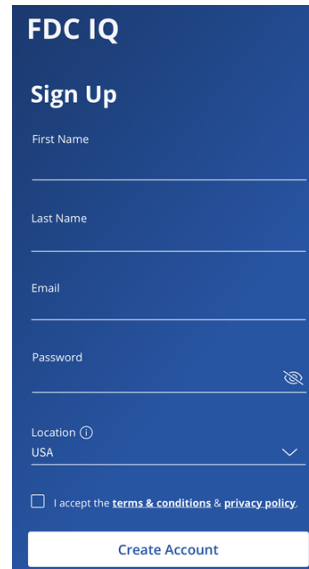 FDC IQ
Sign Up
First Name
Last Name
Email
Password
Location
USA
I accept the terms & conditions & privacy policy.
Create Account